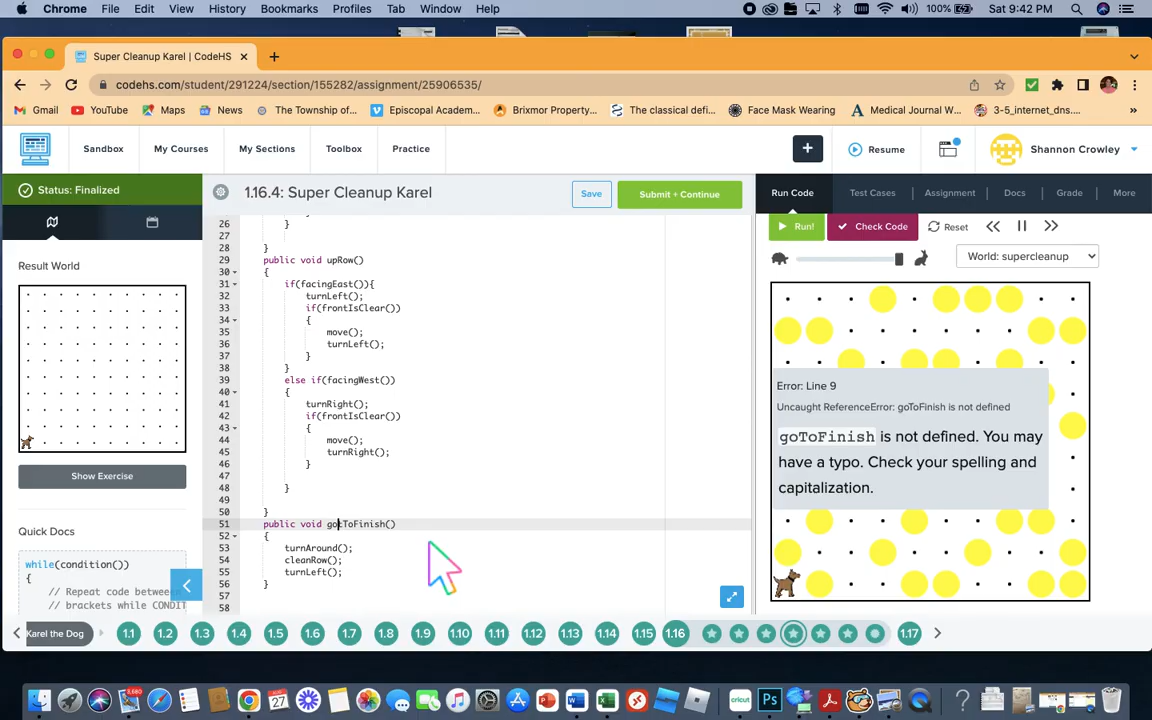 Chrome File Edit View History Bookmarks Profiles Tab Window Help 100% Sat 9:42 PM
Super Cleanup Karel | CodeHS
codehs.com/student/291224/section/155282/assignment/25906535/
Gmail YouTube Maps News The Township of... Episcopal Academ... Brixmor Property... The classical defi... Face Mask Wearing Medical Journal W... 3-5_internet_dns....
Sandbox My Courses My Sections Toolbox Practice Resume Shannon Crowley
Status: Finalized
1.16.4: Super Cleanup Karel
Save
Submit + Continue
Run Code Test Cases Assignment Docs Grade More
Run! Check Code Reset
World: supercleanup
Result World
Show Exercise
Quick Docs
while(condition())
{
// Repeat code between
// brackets while CONDIT
26 }
27
28 }
29 public void upRow()
30 {
31 if(facingEast()){
32 turnLeft();
33 if(frontIsClear())
34 {
35 move();
36 turnLeft();
37 }
38 }
39 else if(facingWest())
40 {
41 turnRight();
42 if(frontIsClear())
43 {
44 move();
45 turnRight();
46 }
47
48 }
49
50 }
51 public void gotToFinish()
52 {
53 turnAround();
54 cleanRow();
55 turnLeft();
56 }
57
58
Error: Line 9
Uncaught ReferenceError: goToFinish is not defined
goToFinish is not defined. You may
have a typo. Check your spelling and
capitalization.
Karel the Dog 1.1 1.2 1.3 1.4 1.5 1.6 1.7 1.8 1.9 1.10 1.11 1.12 1.13 1.14 1.15 1.16 1.17
3,680 AUG 27
cricut Ps